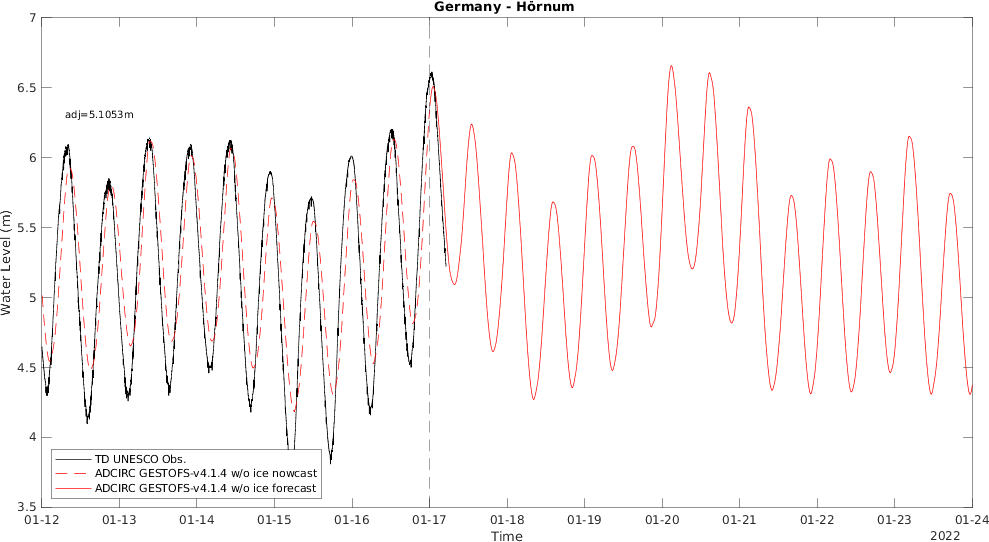 Germany - Hörnum
7
6.5
6
5.5
5
4.5
4
3.5
Water Level (m)
adj=5.1053m
TD UNESCO Obs.
ADCIRC GESTOFS-v4.1.4 w/o ice nowcast
ADCIRC GESTOFS-v4.1.4 w/o ice forecast
01-12 01-13 01-14 01-15 01-16 01-17 01-18 01-19 01-20 01-21 01-22 01-23 01-24
Time
2022